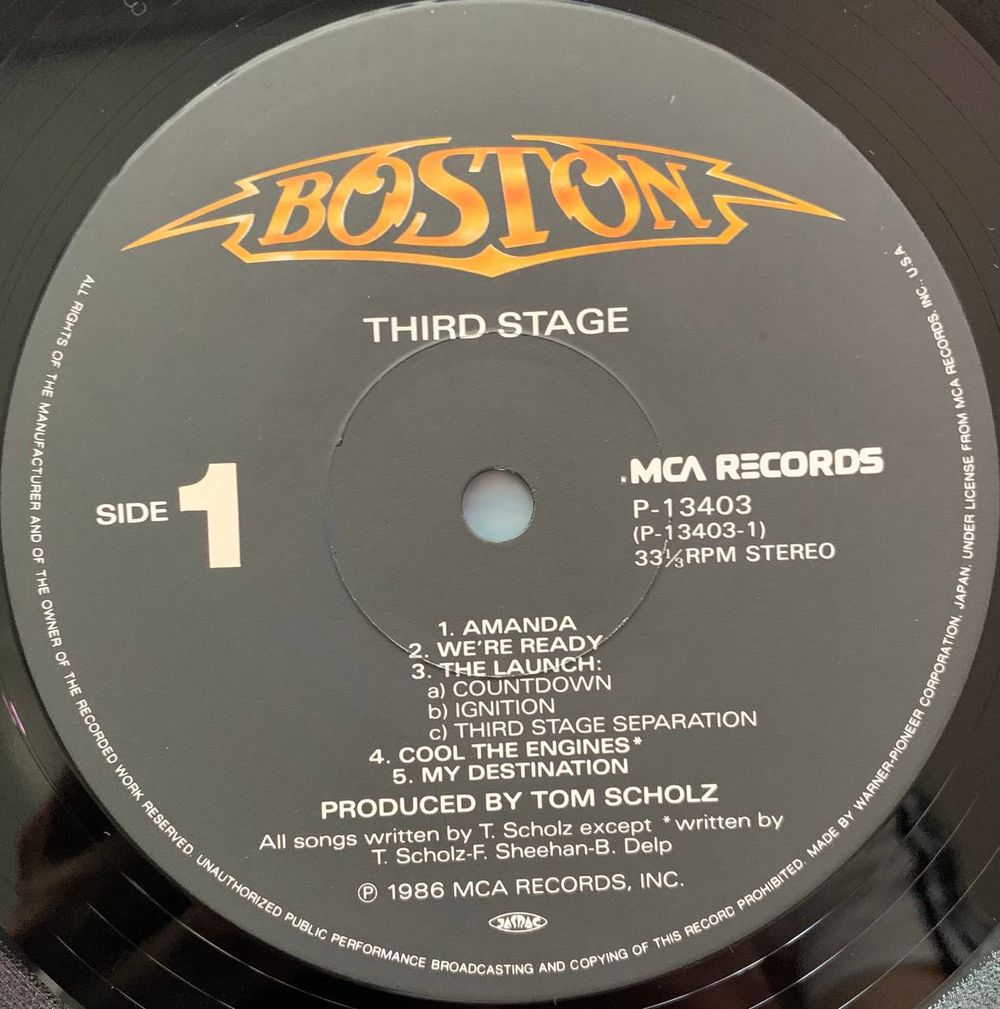 BOSTON
THIRD STAGE
SIDE 1
MCA RECORDS
P-13403
(P-13403-1)
33⅓RPM STEREO
1. AMANDA
2. WE'RE READY
3. THE LAUNCH:
a) COUNTDOWN
b) IGNITION
c) THIRD STAGE SEPARATION
4. COOL THE ENGINES*
5. MY DESTINATION
PRODUCED BY TOM SCHOLZ
All songs written by T. Scholz except *written by
T. Scholz-F. Sheehan-B. Delp
Ⓟ 1986 MCA RECORDS, INC.
JASRAC
ALL RIGHTS OF THE MANUFACTURER AND OF THE OWNER OF THE RECORDED WORK RESERVED. UNAUTHORIZED PUBLIC PERFORMANCE BROADCASTING AND COPYING OF THIS RECORD PROHIBITED. MADE BY WARNER-PIONEER CORPORATION, JAPAN. UNDER LICENSE FROM MCA RECORDS, INC., U.S.A.